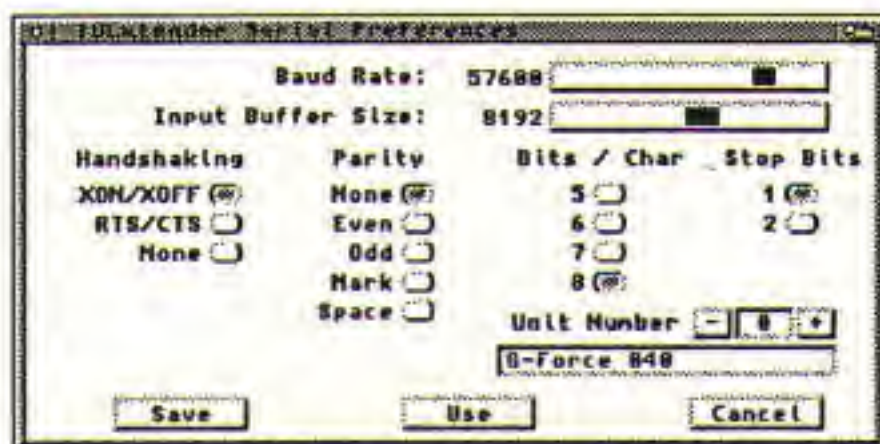 IOExtender Serial Preferences
Baud Rate: 57600
Input Buffer Size: 8192
Handshaking
XON/XOFF
RTS/CTS
None
Parity
None
Even
Odd
Mark
Space
Bits / Char
5
6
7
8
Stop Bits
1
2
Unit Number - 0 +
G-Force 040
Save
Use
Cancel